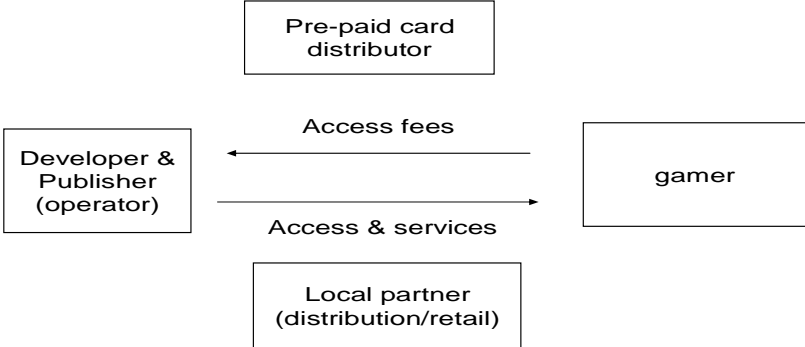 Pre-paid card
distributor
Access fees
Developer &
Publisher
(operator)
gamer
Access & services
Local partner
(distribution/retail)